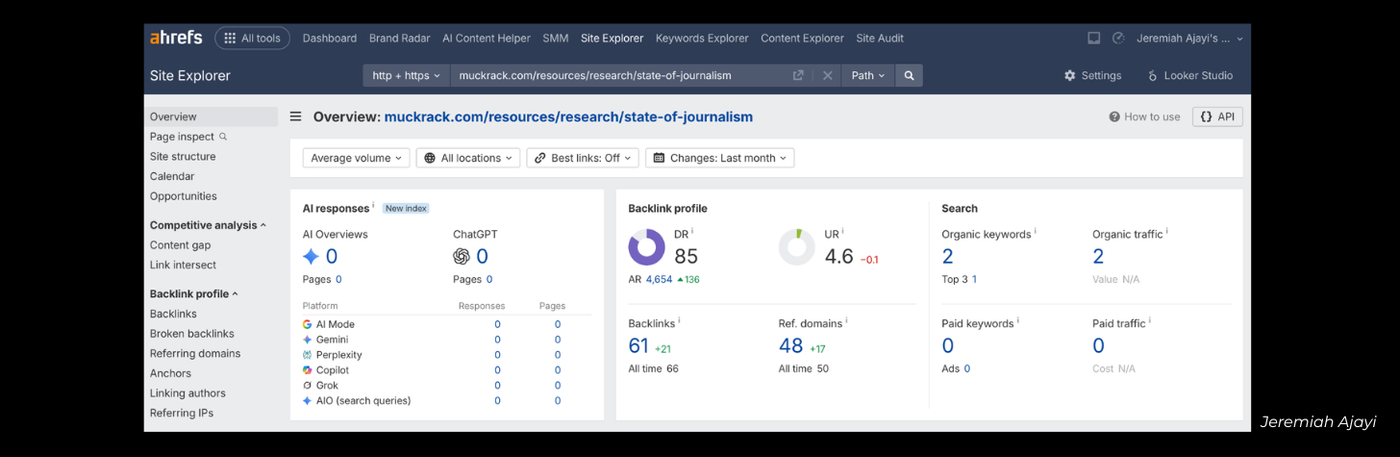 ahrefs All tools Dashboard Brand Radar AI Content Helper SMM Site Explorer Keywords Explorer Content Explorer Site Audit Jeremiah Ajayi's ...
Site Explorer http + https muckrack.com/resources/research/state-of-journalism Path Settings Looker Studio
Overview
Page inspect
Site structure
Calendar
Opportunities
Competitive analysis
Content gap
Link intersect
Backlink profile
Backlinks
Broken backlinks
Referring domains
Anchors
Linking authors
Referring IPs
Overview: muckrack.com/resources/research/state-of-journalism How to use {} API
Average volume All locations Best links: Off Changes: Last month
AI responses i New index
AI Overviews ChatGPT
0 0
Pages 0 Pages 0
Platform Responses Pages
AI Mode 0 0
Gemini 0 0
Perplexity 0 0
Copilot 0 0
Grok 0 0
AIO (search queries) 0 0
Backlink profile
DR i UR i
85 4.6 −0.1
AR 4,654 136
Backlinks i Ref. domains i
61 +21 48 +17
All time 66 All time 50
Search
Organic keywords i Organic traffic i
2 2
Top 3 1 Value N/A
Paid keywords i Paid traffic i
0 0
Ads 0 Cost N/A
Jeremiah Ajayi